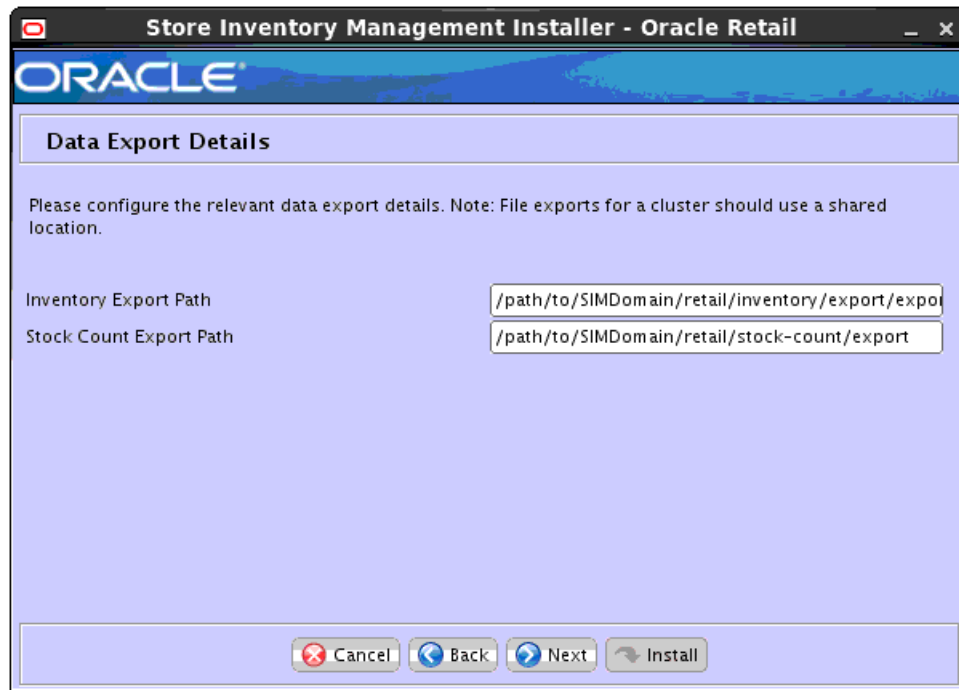 Store Inventory Management Installer - Oracle Retail
ORACLE
Data Export Details
Please configure the relevant data export details. Note: File exports for a cluster should use a shared
location.
Inventory Export Path /path/to/SIMDomain/retail/inventory/export/expor
Stock Count Export Path /path/to/SIMDomain/retail/stock-count/export
Cancel Back Next Install